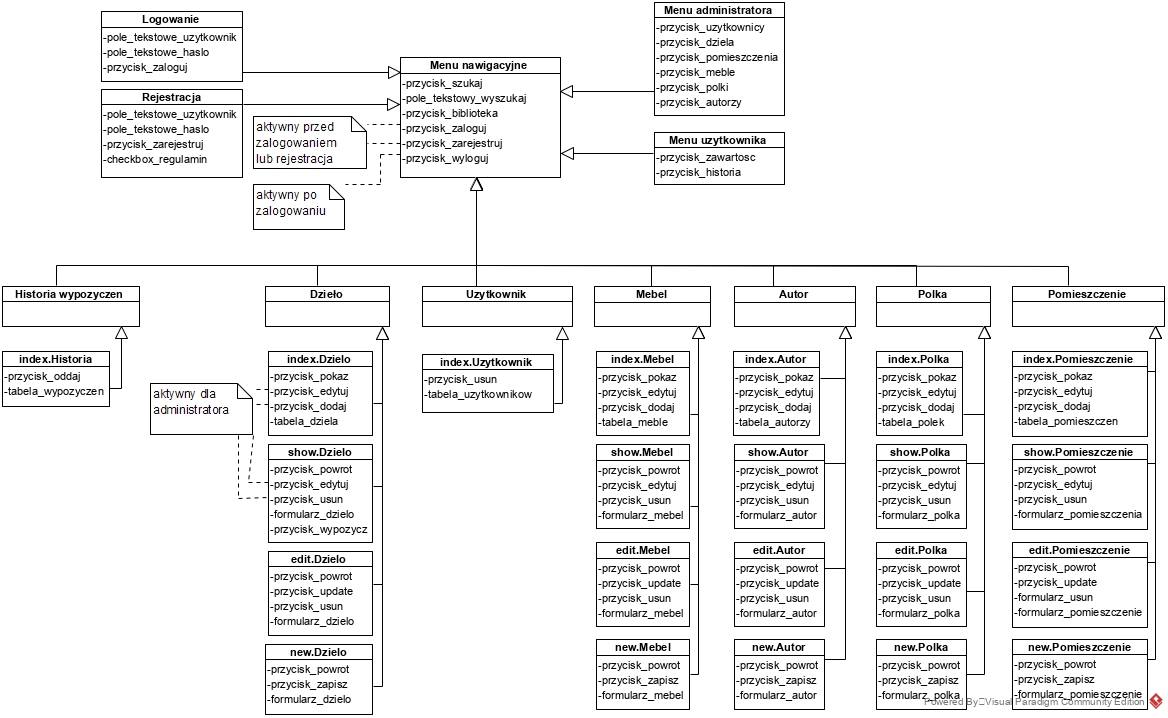 Logowanie
-pole_tekstowe_uzytkownik
-pole_tekstowe_haslo
-przycisk_zaloguj
Rejestracja
-pole_tekstowe_uzytkownik
-pole_tekstowe_haslo
-przycisk_zarejestruj
-checkbox_regulamin
Menu nawigacyjne
-przycisk_szukaj
-pole_tekstowy_wyszukaj
-przycisk_biblioteka
-przycisk_zaloguj
-przycisk_zarejestruj
-przycisk_wyloguj
aktywny przed
zalogowaniem
lub rejestracja
aktywny po
zalogowaniu
Menu administratora
-przycisk_uzytkownicy
-przycisk_dziela
-przycisk_pomieszczenia
-przycisk_meble
-przycisk_polki
-przycisk_autorzy
Menu uzytkownika
-przycisk_zawartosc
-przycisk_historia
Historia wypozyczen
index.Historia
-przycisk_oddaj
-tabela_wypozyczen
Dzieło
index.Dzielo
-przycisk_pokaz
-przycisk_edytuj
-przycisk_dodaj
-tabela_dziela
aktywny dla
administratora
show.Dzielo
-przycisk_powrot
-przycisk_edytuj
-przycisk_usun
-formularz_dzielo
-przycisk_wypozycz
edit.Dzielo
-przycisk_powrot
-przycisk_update
-przycisk_usun
-formularz_dzielo
new.Dzielo
-przycisk_powrot
-przycisk_zapisz
-formularz_dzielo
Uzytkownik
index.Uzytkownik
-przycisk_usun
-tabela_uzytkownikow
Mebel
index.Mebel
-przycisk_pokaz
-przycisk_edytuj
-przycisk_dodaj
-tabela_meble
show.Mebel
-przycisk_powrot
-przycisk_edytuj
-przycisk_usun
-formularz_mebel
edit.Mebel
-przycisk_powrot
-przycisk_update
-przycisk_usun
-formularz_mebel
new.Mebel
-przycisk_powrot
-przycisk_zapisz
-formularz_mebel
Autor
index.Autor
-przycisk_pokaz
-przycisk_edytuj
-przycisk_dodaj
-tabela_autorzy
show.Autor
-przycisk_powrot
-przycisk_edytuj
-przycisk_usun
-formularz_autor
edit.Autor
-przycisk_powrot
-przycisk_update
-przycisk_usun
-formularz_autor
new.Autor
-przycisk_powrot
-przycisk_zapisz
-formularz_autor
Polka
index.Polka
-przycisk_pokaz
-przycisk_edytuj
-przycisk_dodaj
-tabela_polek
show.Polka
-przycisk_powrot
-przycisk_edytuj
-przycisk_usun
-formularz_polka
edit.Polka
-przycisk_powrot
-przycisk_update
-przycisk_usun
-formularz_polka
new.Polka
-przycisk_powrot
-przycisk_zapisz
-formularz_polka
Pomieszczenie
index.Pomieszczenie
-przycisk_pokaz
-przycisk_edytuj
-przycisk_dodaj
-tabela_pomieszczen
show.Pomieszczenie
-przycisk_powrot
-przycisk_edytuj
-przycisk_usun
-formularz_pomieszczenia
edit.Pomieszczenie
-przycisk_powrot
-przycisk_update
-formularz_usun
-formularz_pomieszczenie
new.Pomieszczenie
-przycisk_powrot
-przycisk_zapisz
-formularz_pomieszczenie
Powered By Visual Paradigm Community Edition